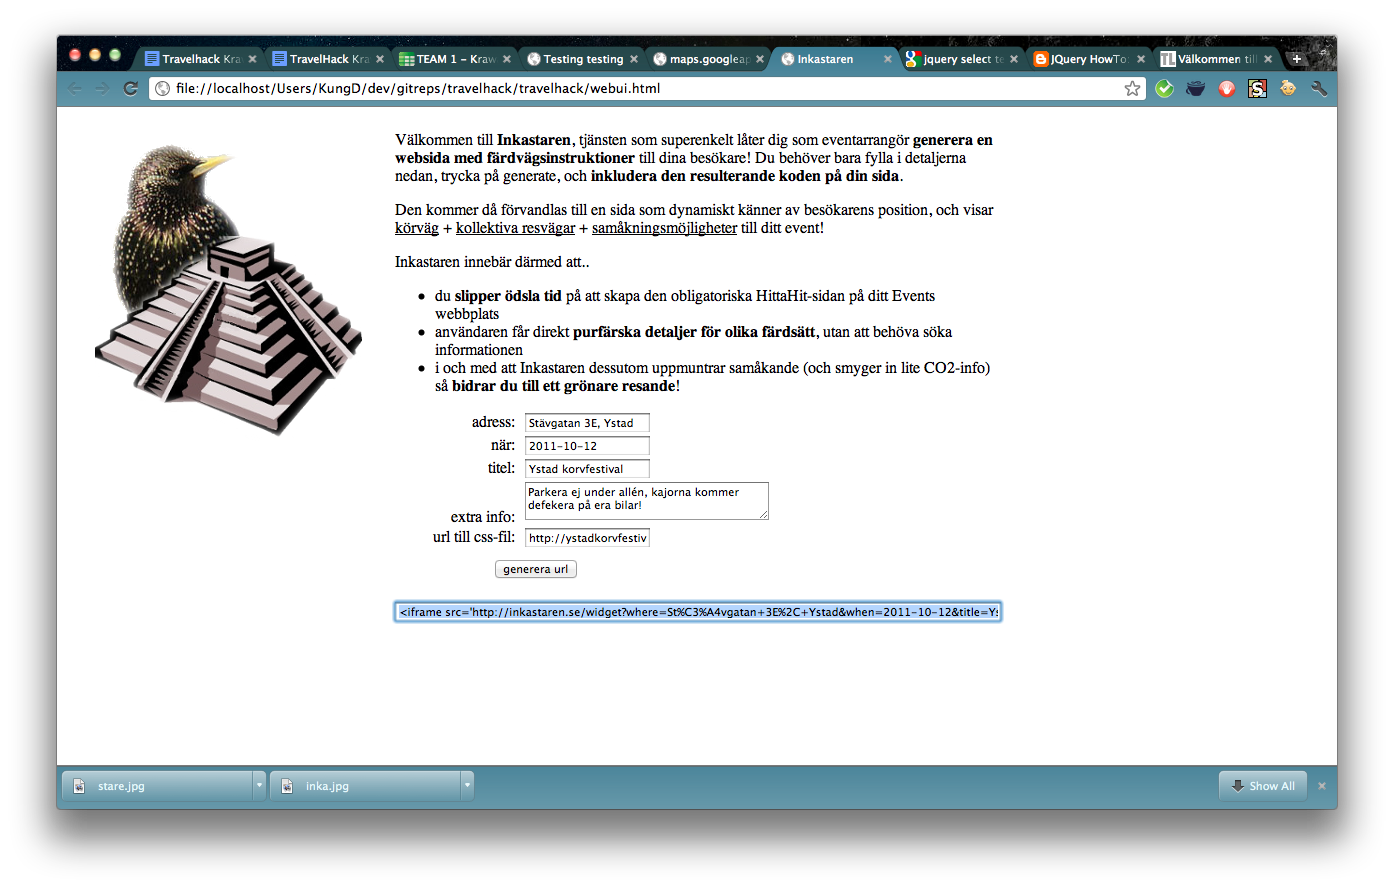 Travelhack Kra
TravelHack Kra
TEAM 1 – Kraw
Testing testing
maps.googleap
Inkastaren
jquery select te
JQuery HowTo:
TL Välkommen till
file://localhost/Users/KungD/dev/gitreps/travelhack/travelhack/webui.html
Välkommen till Inkastaren, tjänsten som superenkelt låter dig som eventarrangör generera en
websida med färdvägsinstruktioner till dina besökare! Du behöver bara fylla i detaljerna
nedan, trycka på generate, och inkludera den resulterande koden på din sida.
Den kommer då förvandlas till en sida som dynamiskt känner av besökarens position, och visar
körväg + kollektiva resvägar + samåkningsmöjligheter till ditt event!
Inkastaren innebär därmed att..
• du slipper ödsla tid på att skapa den obligatoriska HittaHit-sidan på ditt Events
webbplats
• användaren får direkt purfärska detaljer för olika färdsätt, utan att behöva söka
informationen
• i och med att Inkastaren dessutom uppmuntrar samåkande (och smyger in lite CO2-info)
så bidrar du till ett grönare resande!
adress: Stävgatan 3E, Ystad
när: 2011-10-12
titel: Ystad korvfestival
Parkera ej under allén, kajorna kommer
defekera på era bilar!
extra info:
url till css-fil: http://ystadkorvfestiv
generera url
<iframe src='http://inkastaren.se/widget?where=St%C3%A4vgatan+3E%2C+Ystad&when=2011-10-12&title=Ys
stare.jpg
inka.jpg
Show All